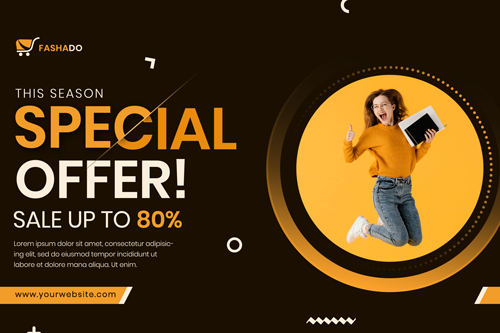 FASHADO
THIS SEASON
SPECIAL
OFFER!
SALE UP TO 80%
Lorem ipsum dolor sit amet, consectetur adipisic-
ing elit, sed do eiusmod tempor incididunt ut
labore et dolore magna aliqua. Ut enim.
www.yourwebsite.com